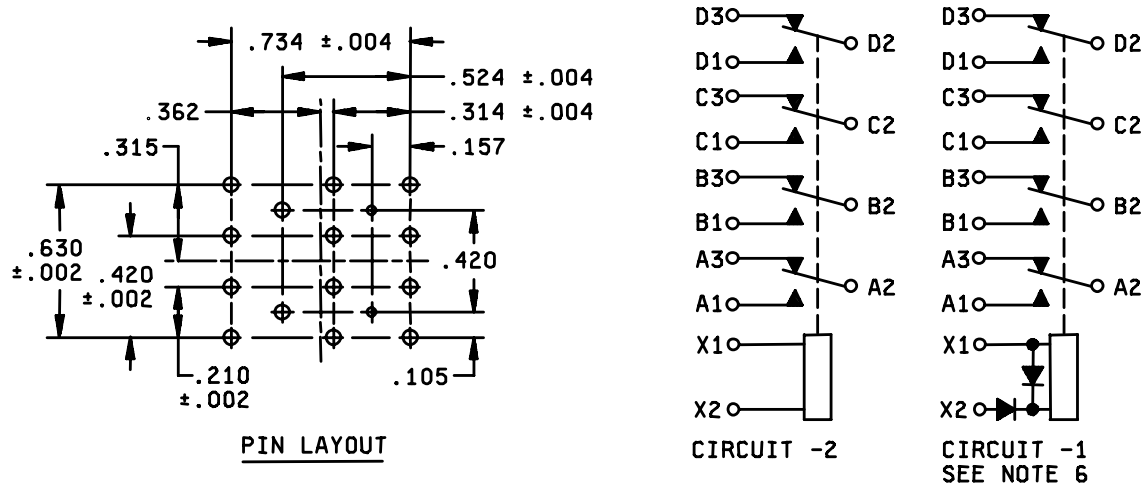 .734 ±.004
.524 ±.004
.362
.314 ±.004
.315
.157
.630
±.002
.420
±.002
.420
.210
±.002
.105
PIN LAYOUT
D3
D2
D1
C3
C2
C1
B3
B2
B1
A3
A2
A1
X1
X2
CIRCUIT -2
D3
D2
D1
C3
C2
C1
B3
B2
B1
A3
A2
A1
X1
X2
CIRCUIT -1
SEE NOTE 6